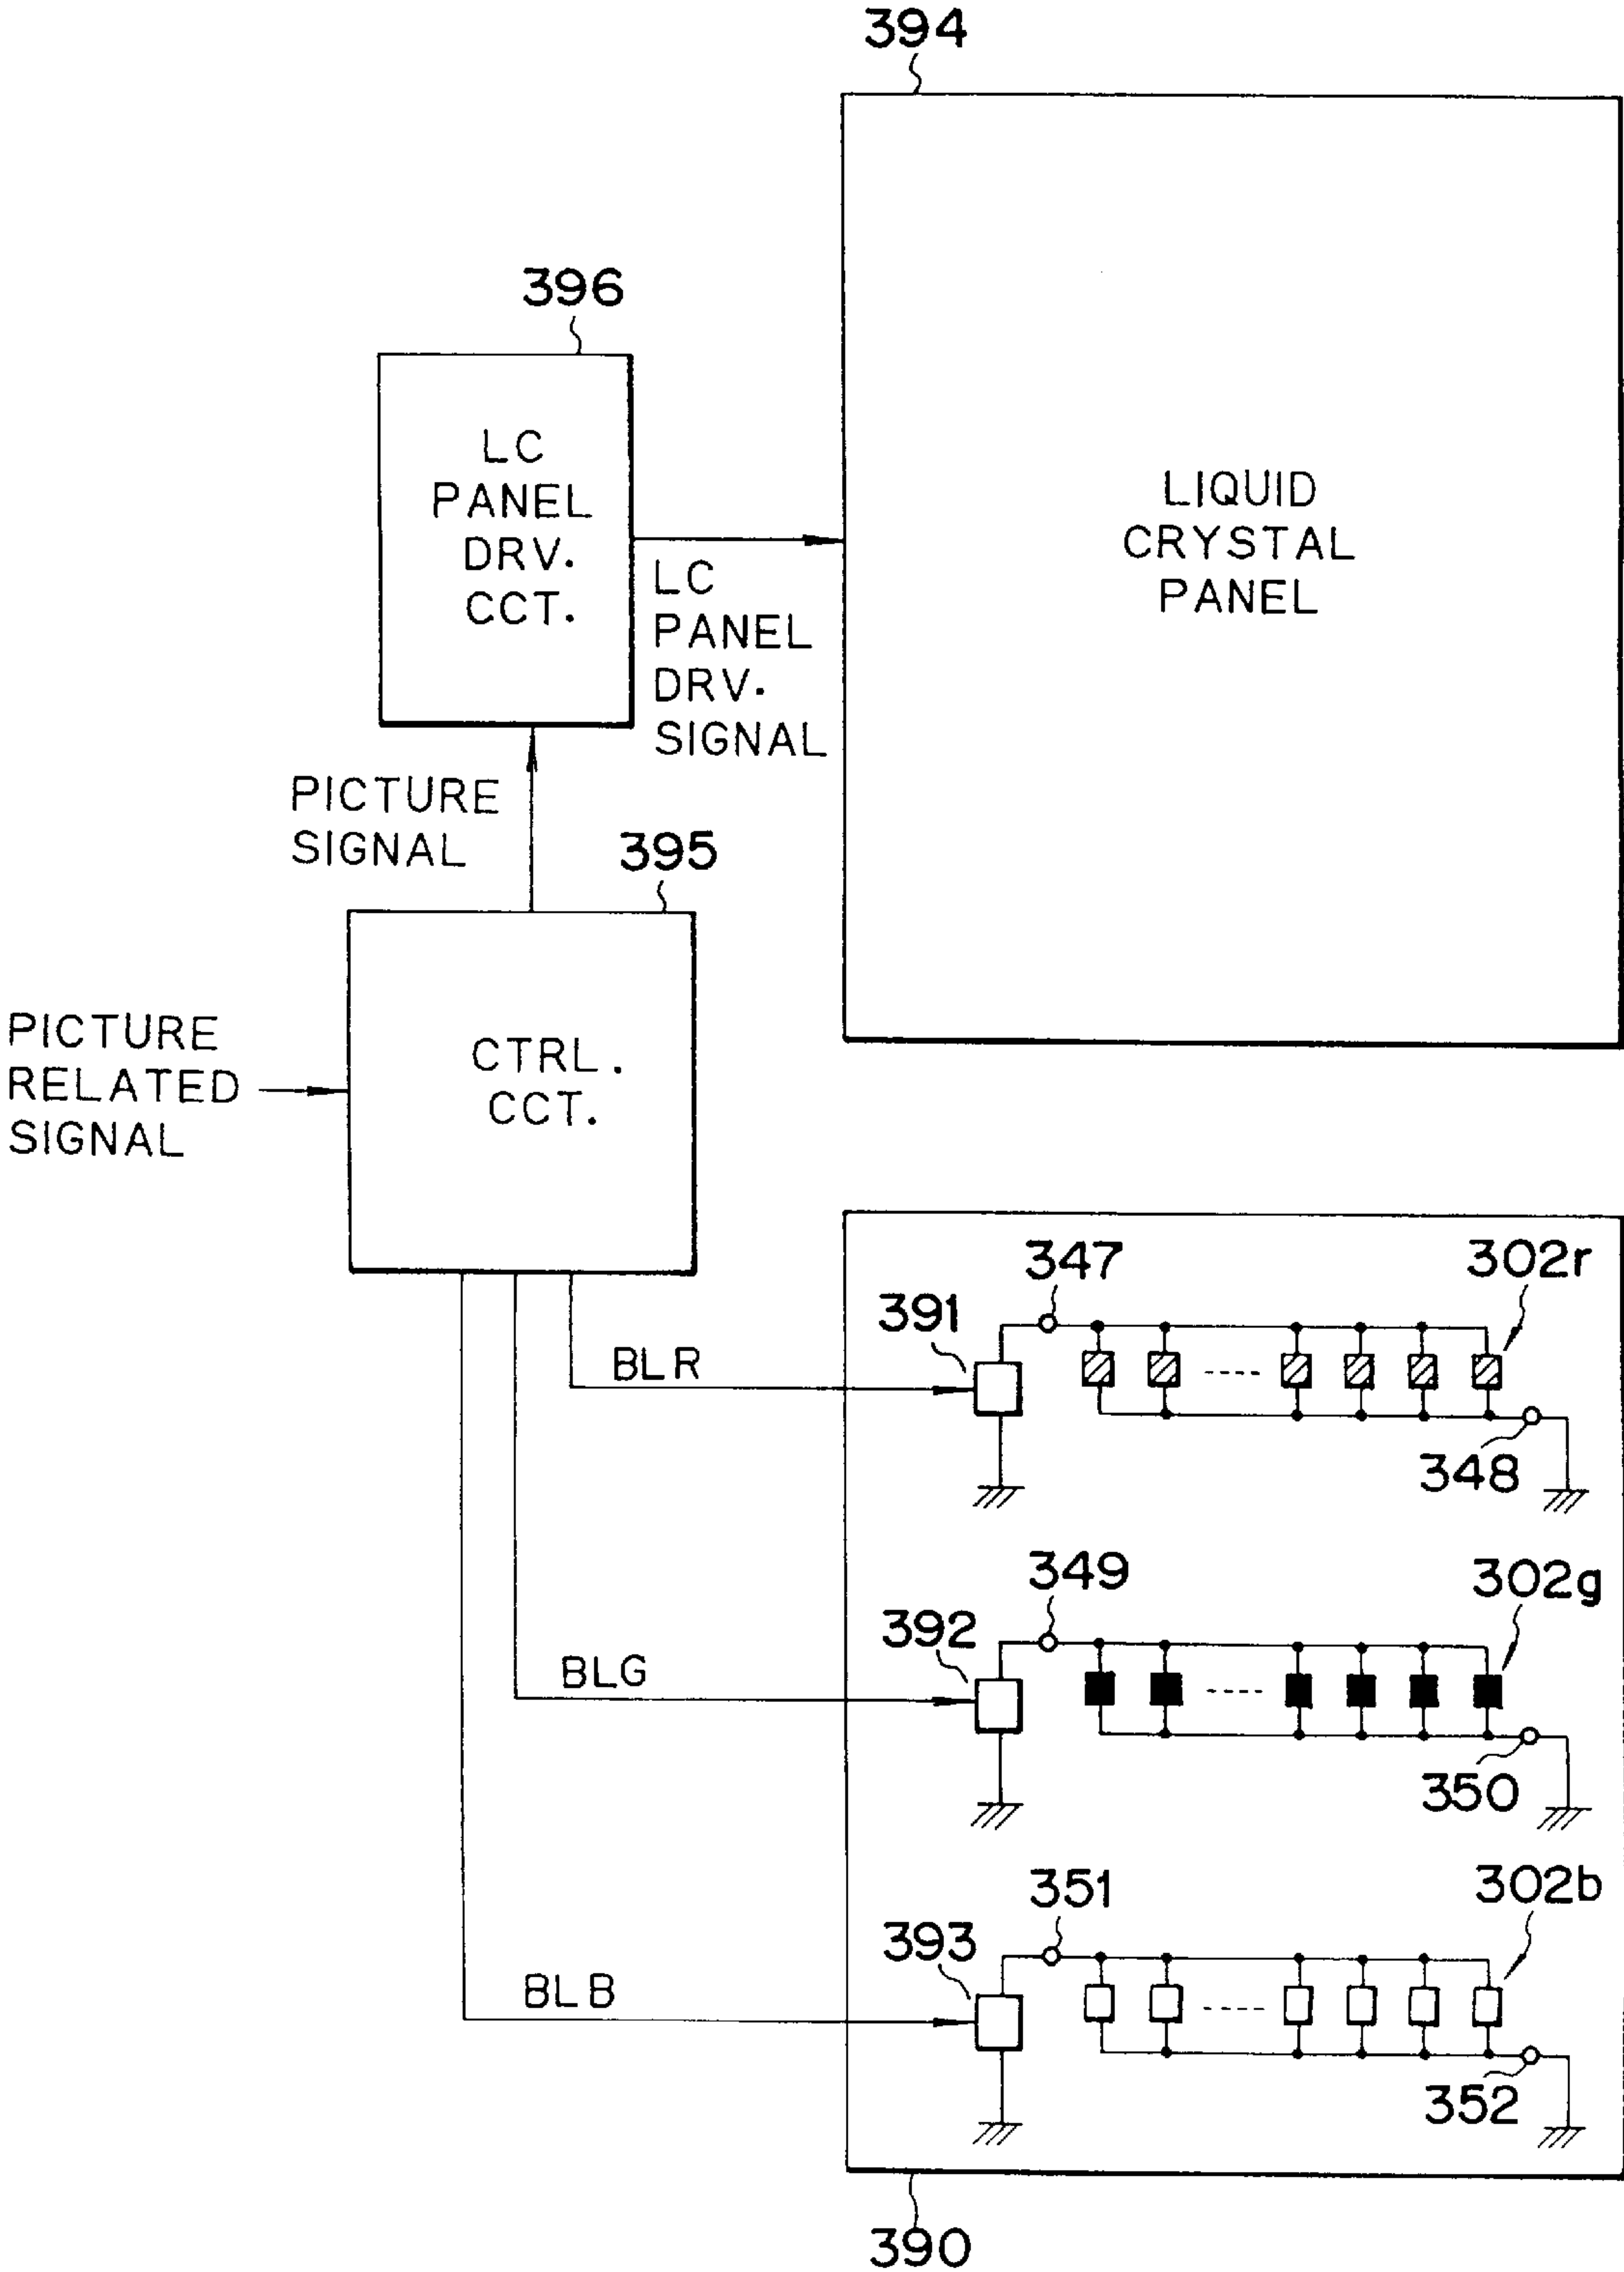 394
396
LC
PANEL
DRV.
CCT.
LC
PANEL
DRV.
SIGNAL
LIQUID
CRYSTAL
PANEL
PICTURE
SIGNAL
395
PICTURE
RELATED
SIGNAL
CTRL.
CCT.
347
302r
391
BLR
348
349
302g
392
BLG
350
351
302b
393
BLB
352
390